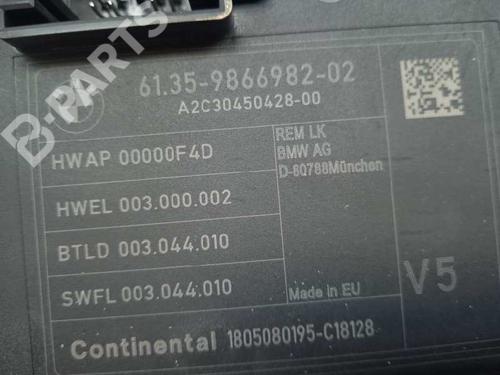 B-PARTS
61.35-9866982-02
A2C30450428-00
HWAP 00000F4D
REM LK
BMW AG
D-80788München
HWEL 003.000.002
BTLD 003.044.010
SWFL 003.044.010
Made in EU
V5
Continental 1805080195-C18128